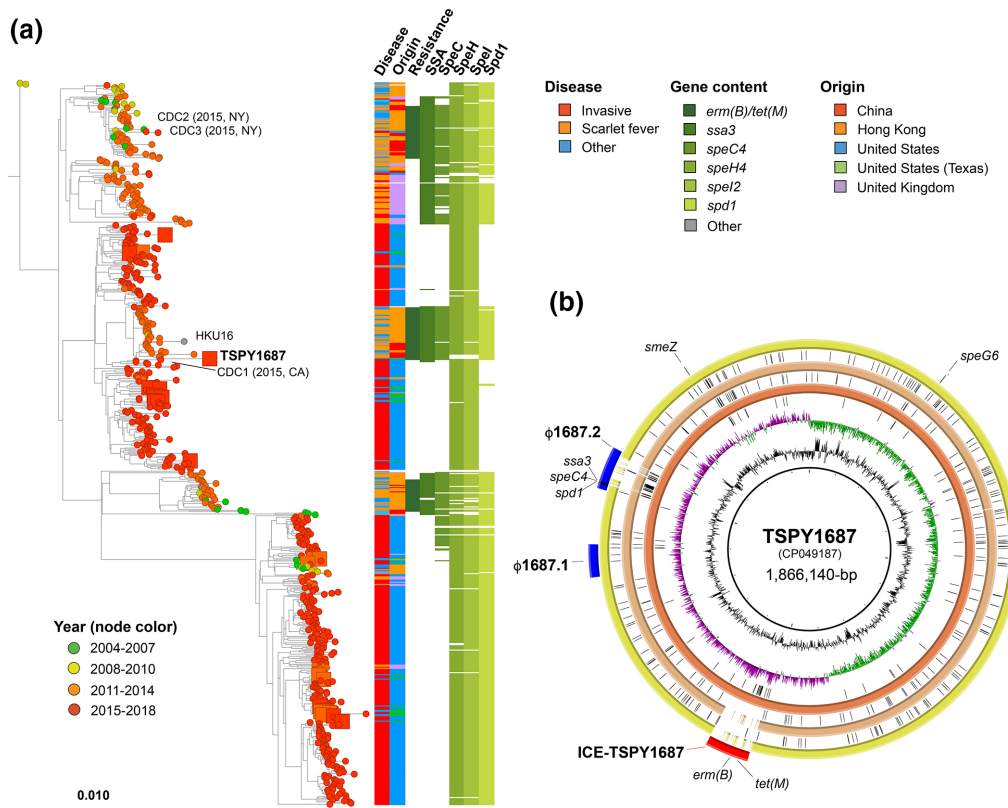 (a)
Disease
Origin
Resistance
SSA
SpeC
SpeH
SpeI
Spd1
CDC2 (2015, NY)
CDC3 (2015, NY)
HKU16
TSPY1687
CDC1 (2015, CA)
Year (node color)
2004-2007
2008-2010
2011-2014
2015-2018
0.010
Disease
Invasive
Scarlet fever
Other
Gene content
erm(B)/tet(M)
ssa3
speC4
speH4
speI2
spd1
Other
Origin
China
Hong Kong
United States
United States (Texas)
United Kingdom
(b)
smeZ
speG6
ϕ1687.2
ssa3
speC4
spd1
ϕ1687.1
TSPY1687
(CP049187)
1,866,140-bp
ICE-TSPY1687
erm(B)
tet(M)